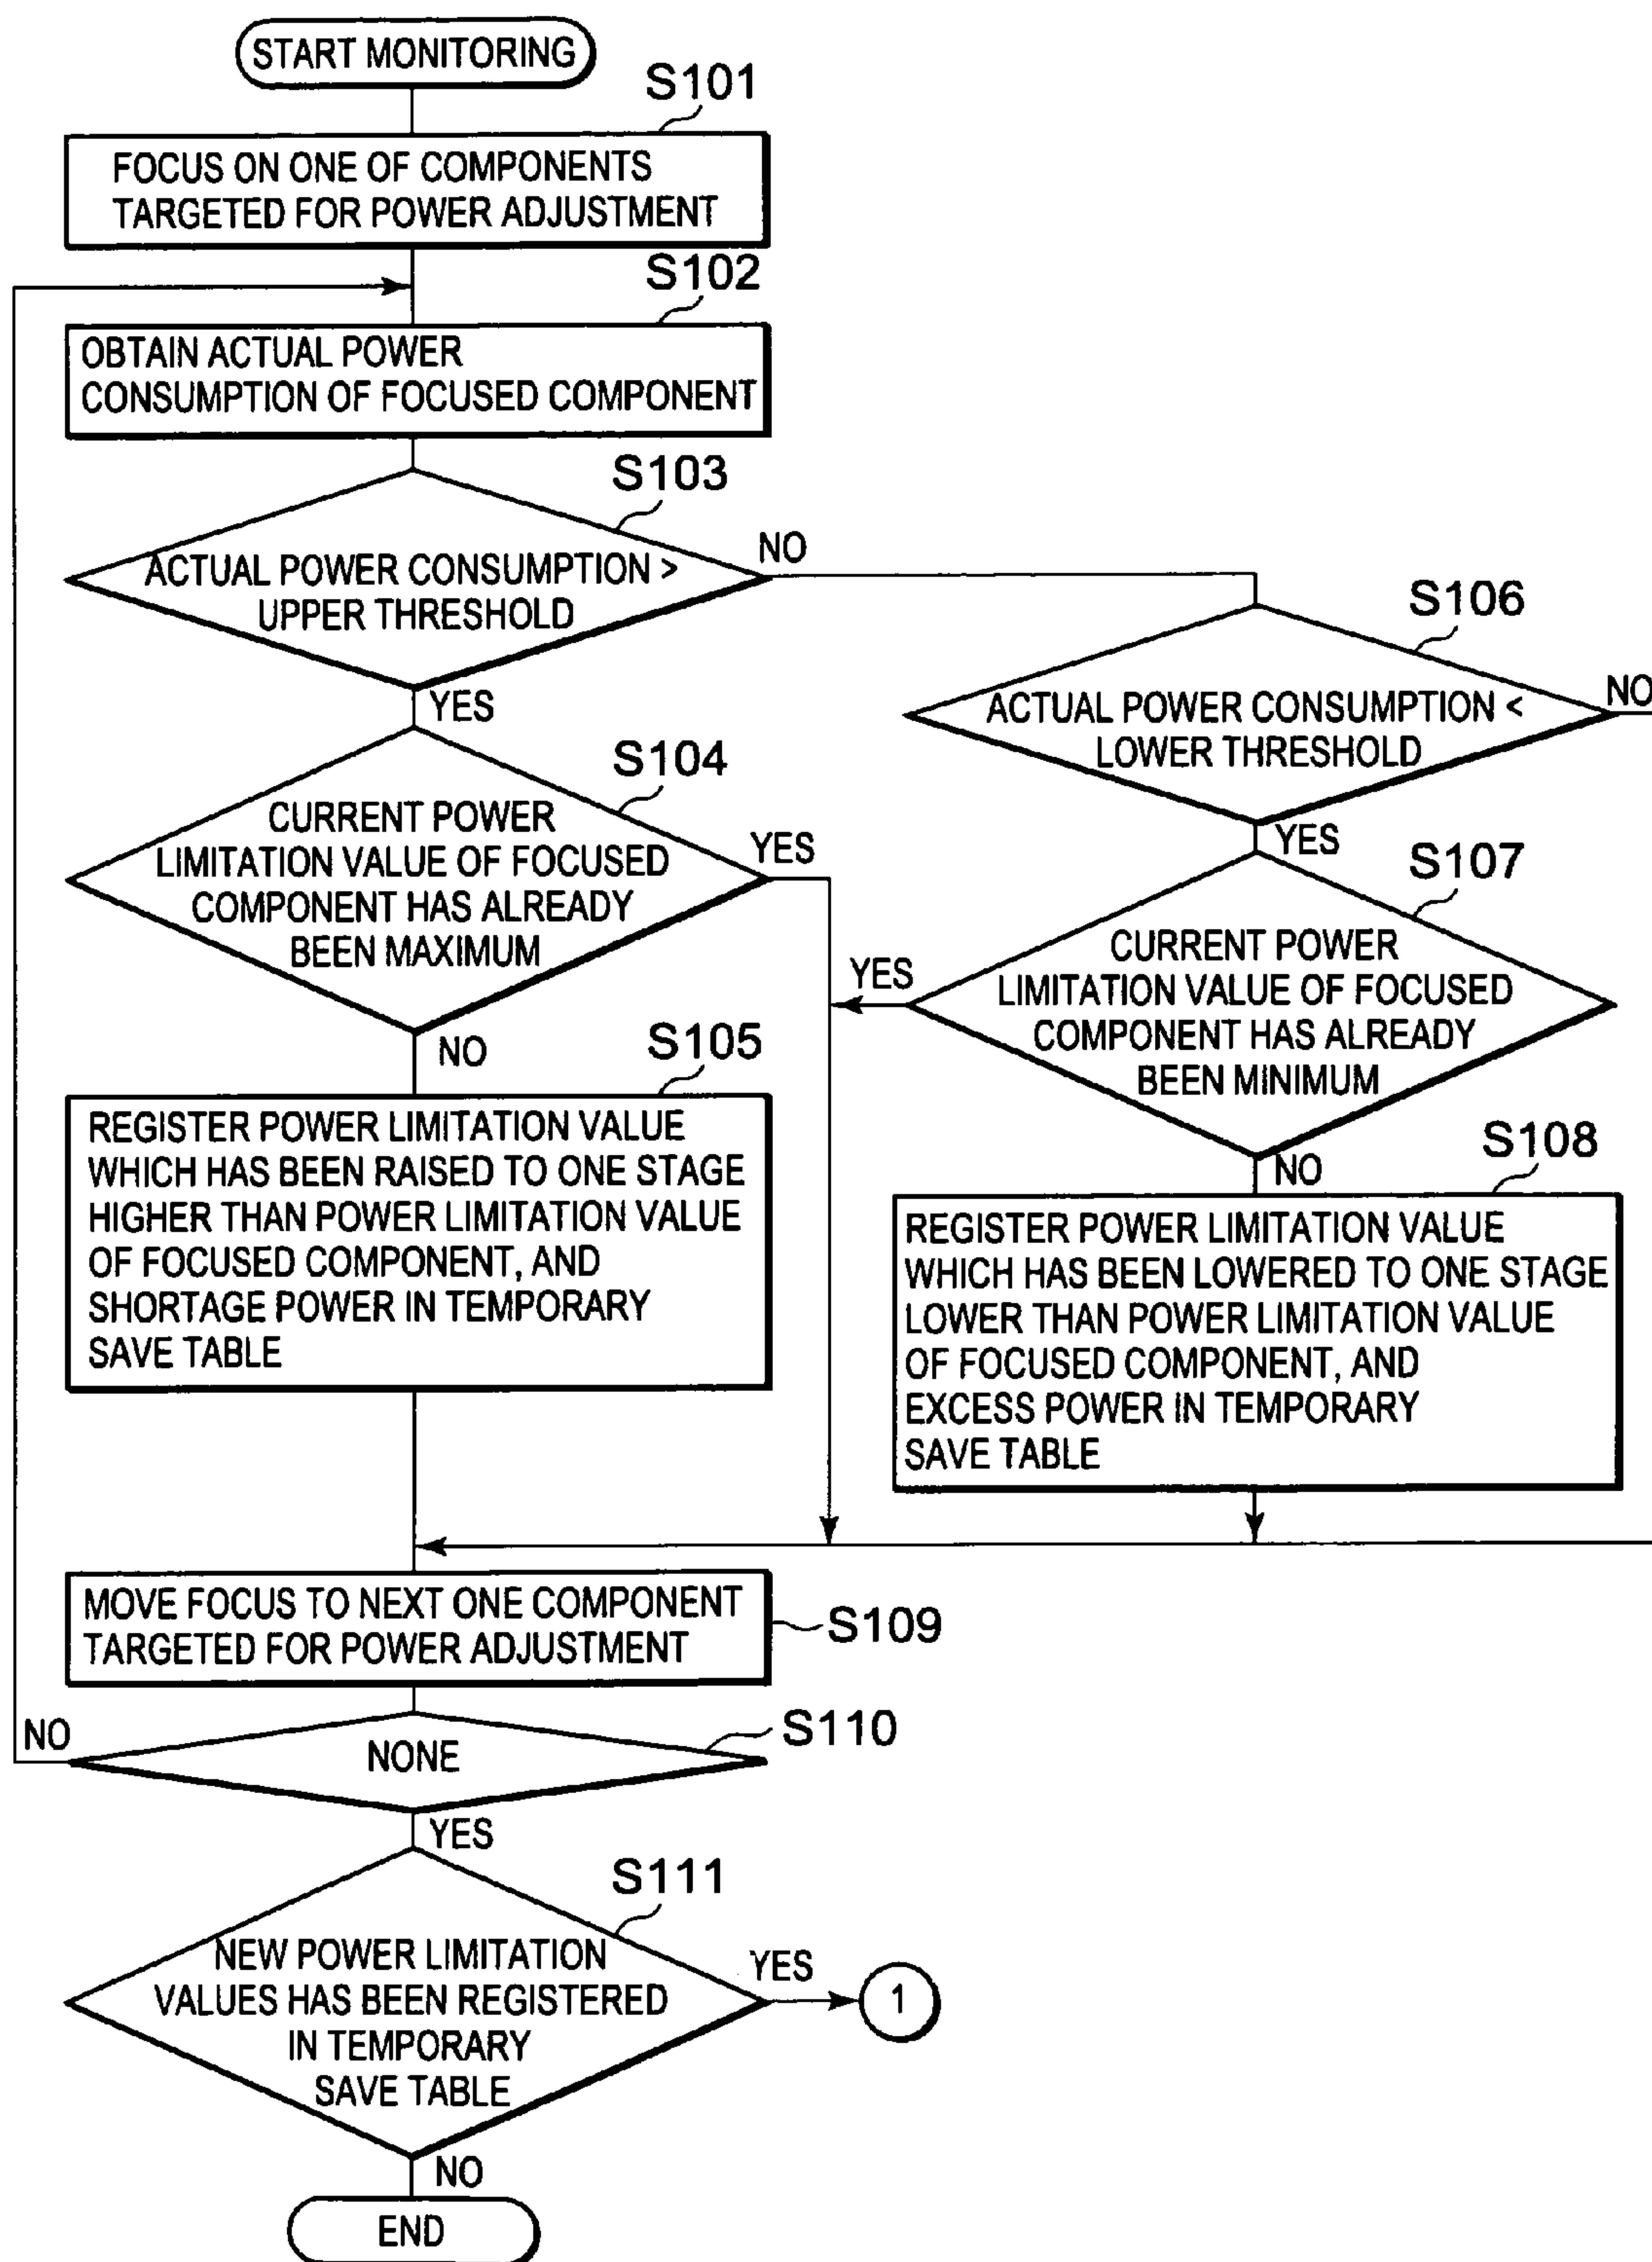 START MONITORING
S101
FOCUS ON ONE OF COMPONENTS
TARGETED FOR POWER ADJUSTMENT
S102
OBTAIN ACTUAL POWER
CONSUMPTION OF FOCUSED COMPONENT
S103
ACTUAL POWER CONSUMPTION >
UPPER THRESHOLD
NO
YES
S106
ACTUAL POWER CONSUMPTION <
LOWER THRESHOLD
NO
YES
S104
CURRENT POWER
LIMITATION VALUE OF FOCUSED
COMPONENT HAS ALREADY
BEEN MAXIMUM
YES
NO
S107
CURRENT POWER
LIMITATION VALUE OF FOCUSED
COMPONENT HAS ALREADY
BEEN MINIMUM
YES
NO
S105
REGISTER POWER LIMITATION VALUE
WHICH HAS BEEN RAISED TO ONE STAGE
HIGHER THAN POWER LIMITATION VALUE
OF FOCUSED COMPONENT, AND
SHORTAGE POWER IN TEMPORARY
SAVE TABLE
S108
REGISTER POWER LIMITATION VALUE
WHICH HAS BEEN LOWERED TO ONE STAGE
LOWER THAN POWER LIMITATION VALUE
OF FOCUSED COMPONENT, AND
EXCESS POWER IN TEMPORARY
SAVE TABLE
MOVE FOCUS TO NEXT ONE COMPONENT
TARGETED FOR POWER ADJUSTMENT
S109
NO
NONE
S110
YES
S111
NEW POWER LIMITATION
VALUES HAS BEEN REGISTERED
IN TEMPORARY
SAVE TABLE
YES
1
NO
END